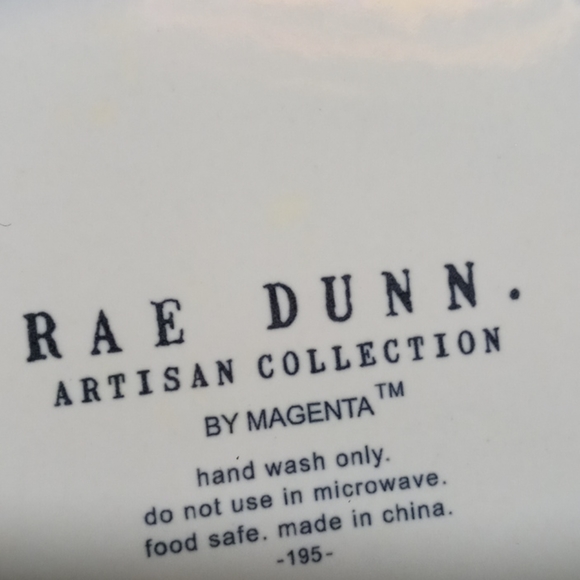 RAE DUNN.
ARTISAN COLLECTION
BY MAGENTA™
hand wash only.
do not use in microwave.
food safe. made in china.
-195-